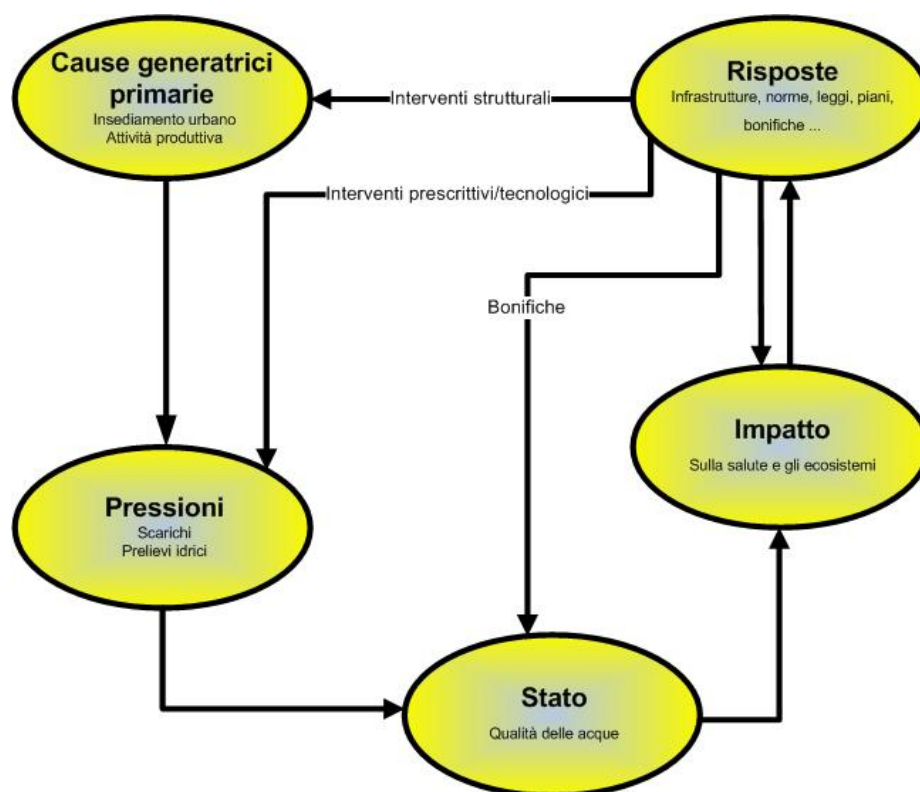 Cause generatrici
primarie
Insediamento urbano
Attività produttiva
Interventi strutturali
Risposte
Infrastrutture, norme, leggi, piani,
bonifiche ...
Interventi prescrittivi/tecnologici
Bonifiche
Impatto
Sulla salute e gli ecosistemi
Pressioni
Scarichi
Prelievi idrici
Stato
Qualità delle acque